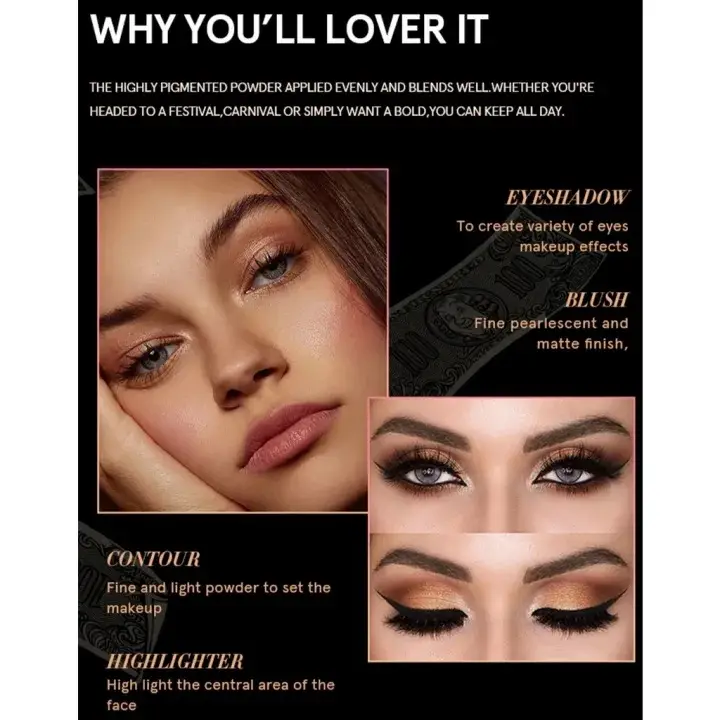 WHY YOU'LL LOVER IT
THE HIGHLY PIGMENTED POWDER APPLIED EVENLY AND BLENDS WELL.WHETHER YOU'RE
HEADED TO A FESTIVAL,CARNIVAL OR SIMPLY WANT A BOLD,YOU CAN KEEP ALL DAY.
EYESHADOW
To create variety of eyes
makeup effects
BLUSH
Fine pearlescent and
matte finish,
CONTOUR
Fine and light powder to set the
makeup
HIGHLIGHTER
High light the central area of the
face